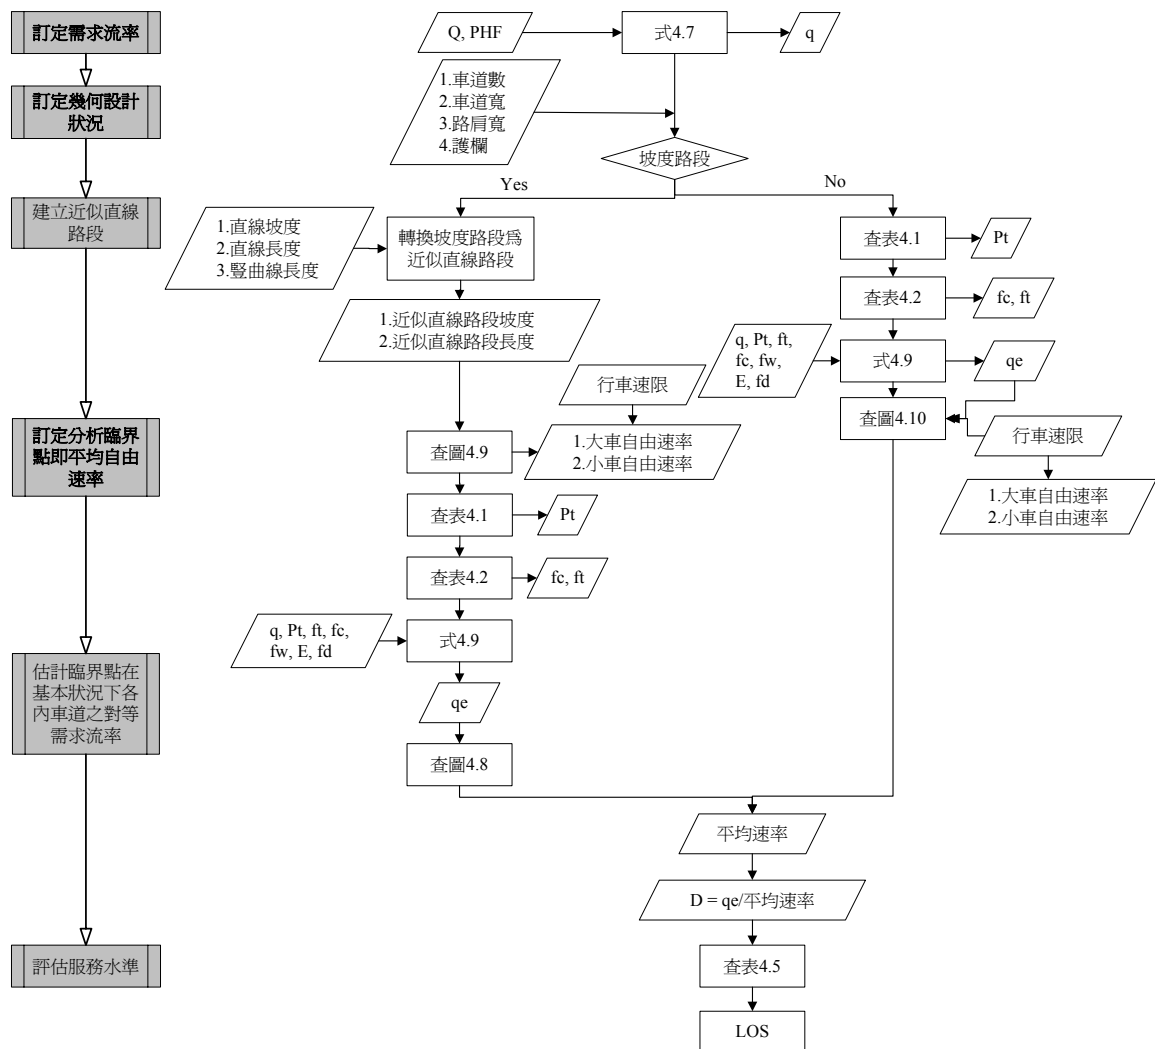 訂定需求流率
訂定幾何設計
狀況
建立近似直線
路段
訂定分析臨界
點即平均自由
速率
估計臨界點在
基本狀況下各
內車道之對等
需求流率
評估服務水準
Q, PHF
式4.7
q
1.車道數
2.車道寬
3.路肩寬
4.護欄
坡度路段
Yes
No
1.直線坡度
2.直線長度
3.豎曲線長度
轉換坡度路段為
近似直線路段
1.近似直線路段坡度
2.近似直線路段長度
行車速限
查圖4.9
1.大車自由速率
2.小車自由速率
查表4.1
Pt
查表4.2
fc, ft
q, Pt, ft, fc,
fw, E, fd
式4.9
qe
查圖4.8
查表4.1
Pt
查表4.2
fc, ft
q, Pt, ft,
fc, fw,
E, fd
式4.9
qe
查圖4.10
行車速限
1.大車自由速率
2.小車自由速率
平均速率
D = qe/平均速率
查表4.5
LOS